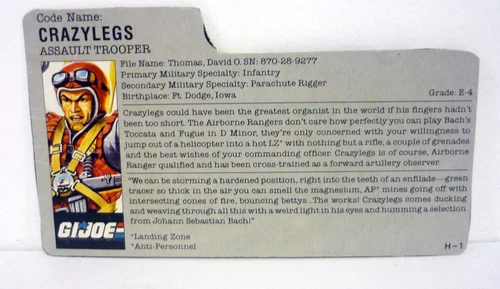 Code Name:
CRAZYLEGS
ASSAULT TROOPER
File Name: Thomas, David O. SN: 870-28-9277
Primary Military Specialty: Infantry
Secondary Military Specialty: Parachute Rigger
Birthplace: Ft. Dodge, Iowa
Grade: E-4
Crazylegs could have been the greatest organist in the world if his fingers hadn't
been too short. The Airborne Rangers don't care how perfectly you can play Bach's
Toccata and Fugue in D Minor, they're only concerned with your willingness to
jump out of a helicopter into a hot LZ* with nothing but a rifle, a couple of grenades
and the best wishes of your commanding officer. Crazylegs is of course, Airborne
Ranger qualified and has been cross-trained as a forward artillery observer.
"We can be storming a hardened position, right into the teeth of an enfilade—green
tracer so thick in the air you can smell the magnesium, AP* mines going off with
intersecting cones of fire, bouncing bettys...The works! Crazylegs comes ducking
and weaving through all this with a weird light in his eyes and humming a selection
from Johann Sebastian Bach!"
*Landing Zone
*Anti-Personnel
GI JOE
H-1